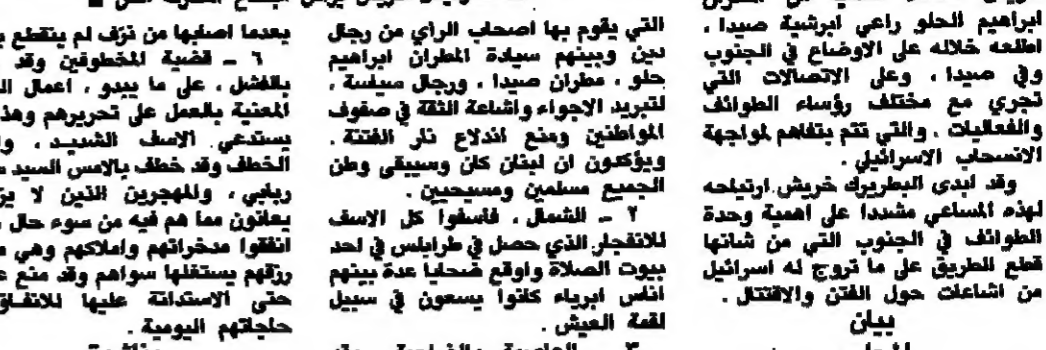 ابراهيم الحلو راعي ابرشية صيدا ،
اطلعه خلاله على الاوضاع في الجنوب
وفي صيدا ، وعلى الاتصالات التي
تجري مع مختلف رؤساء الطوائف
والفعاليات ، والتي تتم بتفاهم لمواجهة
الانسحاب الاسرائيلي .
وقد ابدى البطريرك خريش ارتياحه
لهذه المساعي مشددا على اهمية وحدة
الطوائف في الجنوب التي من شانها
قطع الطريق على ما تروج له اسرائيل
من اشاعات حول الفتن والاقتتال .
بيان
التي يقوم بها اصحاب الراي من رجال
دين وبينهم سيادة المطران ابراهيم
حلو ، مطران صيدا ، ورجال سياسة ،
لتبريد الاجواء واشاعة الثقة في صفوف
المواطنين ومنع اندلاع نار الفتنة .
ويؤكدون ان لبنان كان وسيبقى وطن
الجميع مسلمين ومسيحيين .
٢ ـ الشمال ، فاسفوا كل الاسف
للانفجار الذي حصل في طرابلس في احد
بيوت الصلاة واوقع ضحايا عدة بينهم
اناس ابرياء كانوا يسعون في سبيل
لقمة العيش .
بعدما اصابها من نزف لم ينقطع
٦ ـ قضية المخطوفين وقد
بالفشل ، على ما يبدو ، اعمال
المعنية بالعمل على تحريرهم وهذ
يستدعي الاسف الشديد ،
الخطف وقد خطف بالامس السيد
ربابي ، والمهجرين الذين لا
يعانون مما هم فيه من سوء حال
انفقوا مدخراتهم واملاكهم وهي
رزقهم يستغلها سواهم وقد منع
حتى الاستدانة عليها للانفاق
حاجاتهم اليومية .